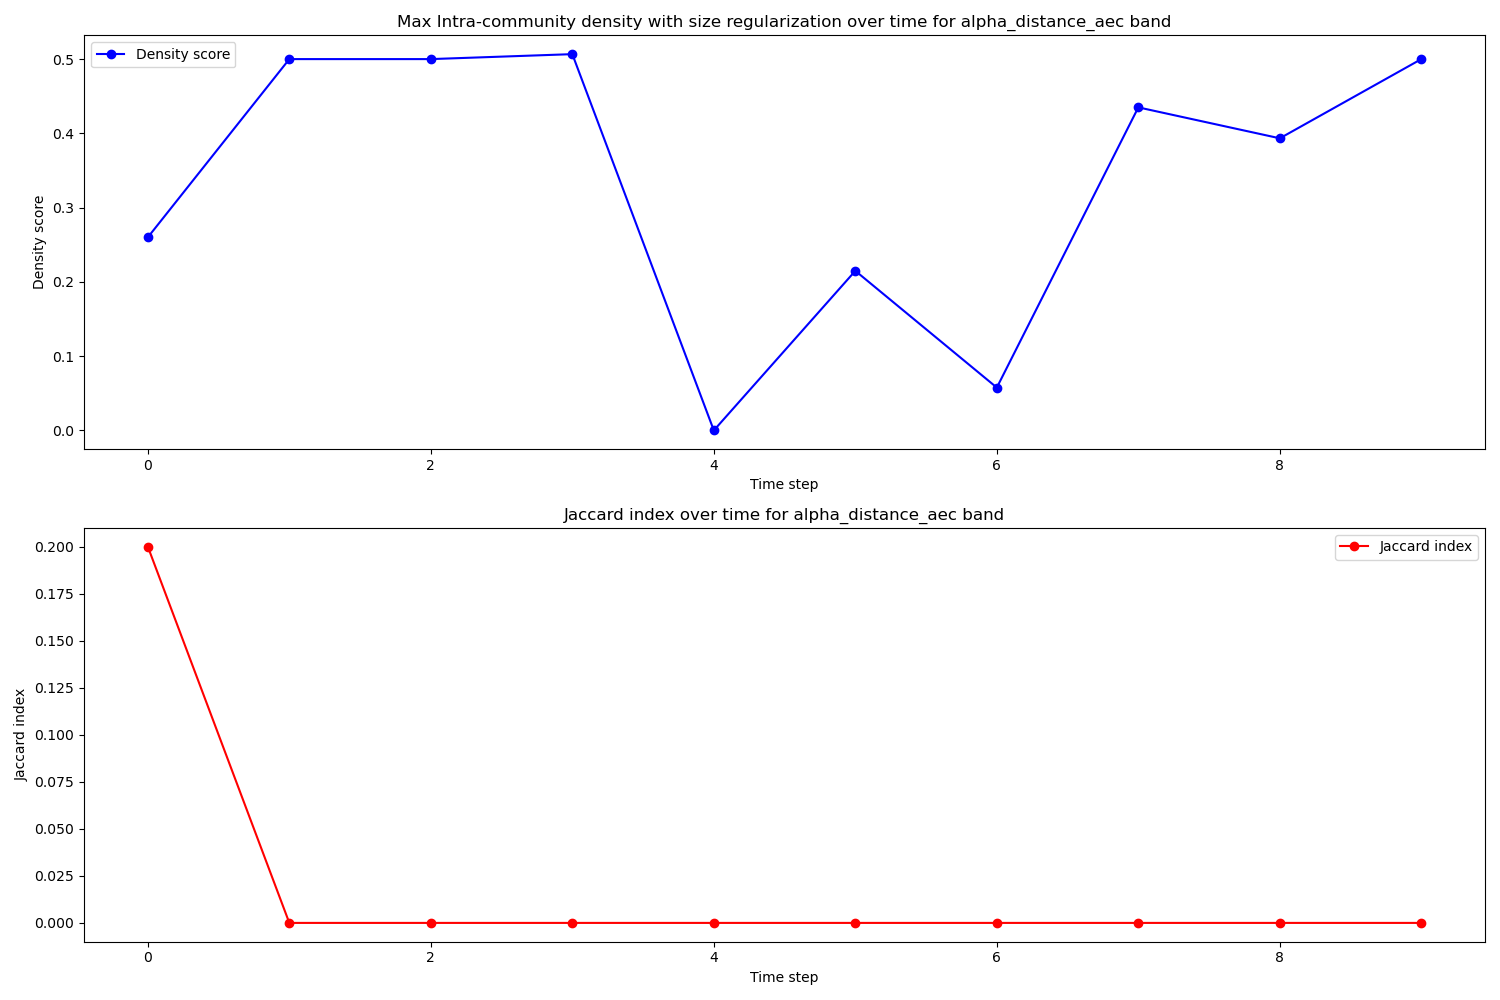 Max Intra-community density with size regularization over time for alpha_distance_aec band
Density score
0.5
0.4
0.3
0.2
0.1
0.0
Density score
0 2 4 6 8
Time step
Jaccard index over time for alpha_distance_aec band
Jaccard index
0.200
0.175
0.150
0.125
0.100
0.075
0.050
0.025
0.000
Jaccard index
0 2 4 6 8
Time step